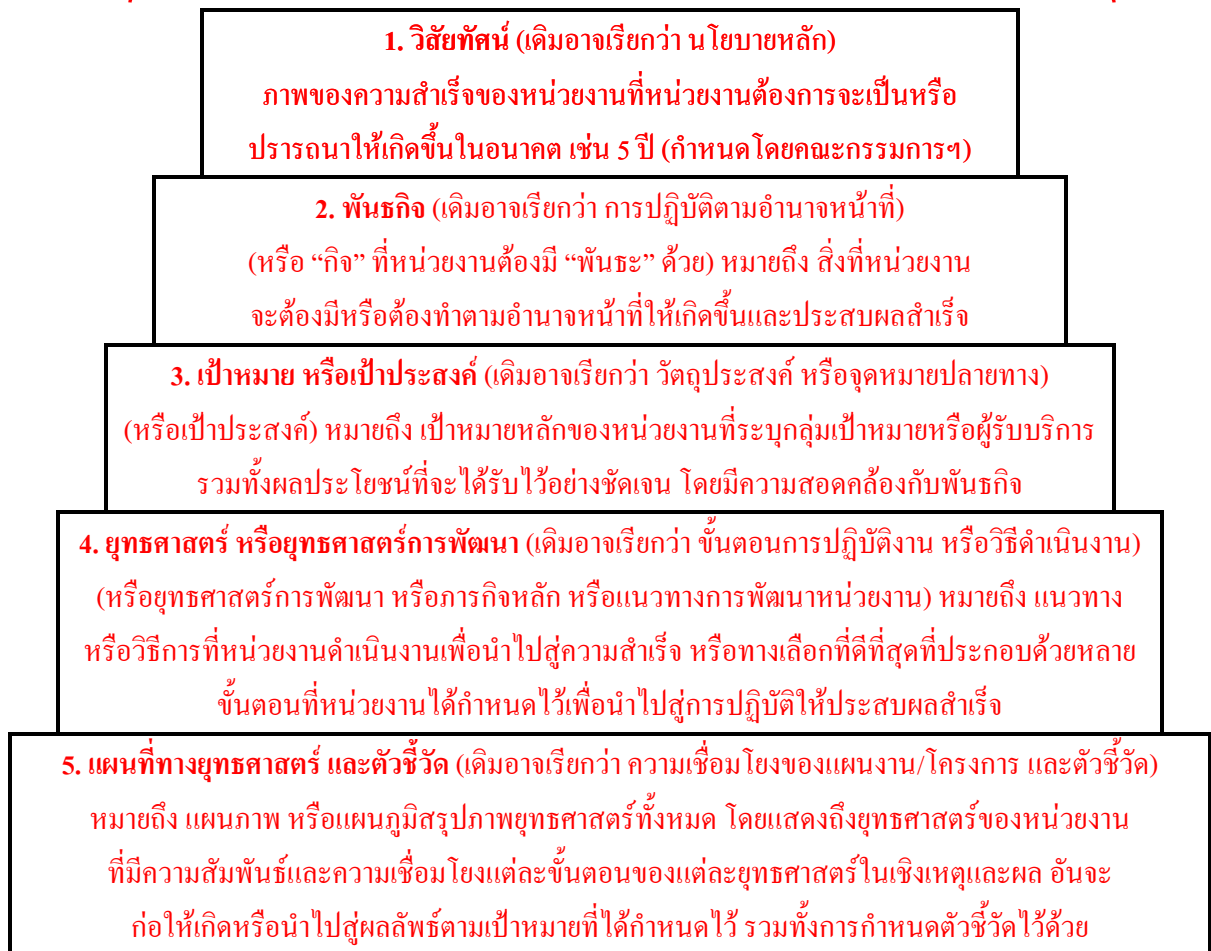 1. วิสัยทัศน์ (เดิมอาจเรียกว่า นโยบายหลัก)
ภาพของความสำเร็จของหน่วยงานที่หน่วยงานต้องการจะเป็นหรือ
ปรารถนาให้เกิดขึ้นในอนาคต เช่น 5 ปี (กำหนดโดยคณะกรรมการฯ)
2. พันธกิจ (เดิมอาจเรียกว่า การปฏิบัติตามอำนาจหน้าที่)
(หรือ “กิจ” ที่หน่วยงานต้องมี “พันธะ” ด้วย) หมายถึง สิ่งที่หน่วยงาน
จะต้องมีหรือต้องทำตามอำนาจหน้าที่ให้เกิดขึ้นและประสบผลสำเร็จ
3. เป้าหมาย หรือเป้าประสงค์ (เดิมอาจเรียกว่า วัตถุประสงค์ หรือจุดหมายปลายทาง)
(หรือเป้าประสงค์) หมายถึง เป้าหมายหลักของหน่วยงานที่ระบุกลุ่มเป้าหมายหรือผู้รับบริการ
รวมทั้งผลประโยชน์ที่จะได้รับไว้อย่างชัดเจน โดยมีความสอดคล้องกับพันธกิจ
4. ยุทธศาสตร์ หรือยุทธศาสตร์การพัฒนา (เดิมอาจเรียกว่า ขั้นตอนการปฏิบัติงาน หรือวิธีดำเนินงาน)
(หรือยุทธศาสตร์การพัฒนา หรือภารกิจหลัก หรือแนวทางการพัฒนาหน่วยงาน) หมายถึง แนวทาง
หรือวิธีการที่หน่วยงานดำเนินงานเพื่อนำไปสู่ความสำเร็จ หรือทางเลือกที่ดีที่สุดที่ประกอบด้วยหลาย
ขั้นตอนที่หน่วยงานได้กำหนดไว้เพื่อนำไปสู่การปฏิบัติให้ประสบผลสำเร็จ
5. แผนที่ทางยุทธศาสตร์ และตัวชี้วัด (เดิมอาจเรียกว่า ความเชื่อมโยงของแผนงาน/โครงการ และตัวชี้วัด)
หมายถึง แผนภาพ หรือแผนภูมิสรุปภาพยุทธศาสตร์ทั้งหมด โดยแสดงถึงยุทธศาสตร์ของหน่วยงาน
ที่มีความสัมพันธ์และความเชื่อมโยงแต่ละขั้นตอนของแต่ละยุทธศาสตร์ในเชิงเหตุและผล อันจะ
ก่อให้เกิดหรือนำไปสู่ผลลัพธ์ตามเป้าหมายที่ได้กำหนดไว้ รวมทั้งการกำหนดตัวชี้วัดไว้ด้วย